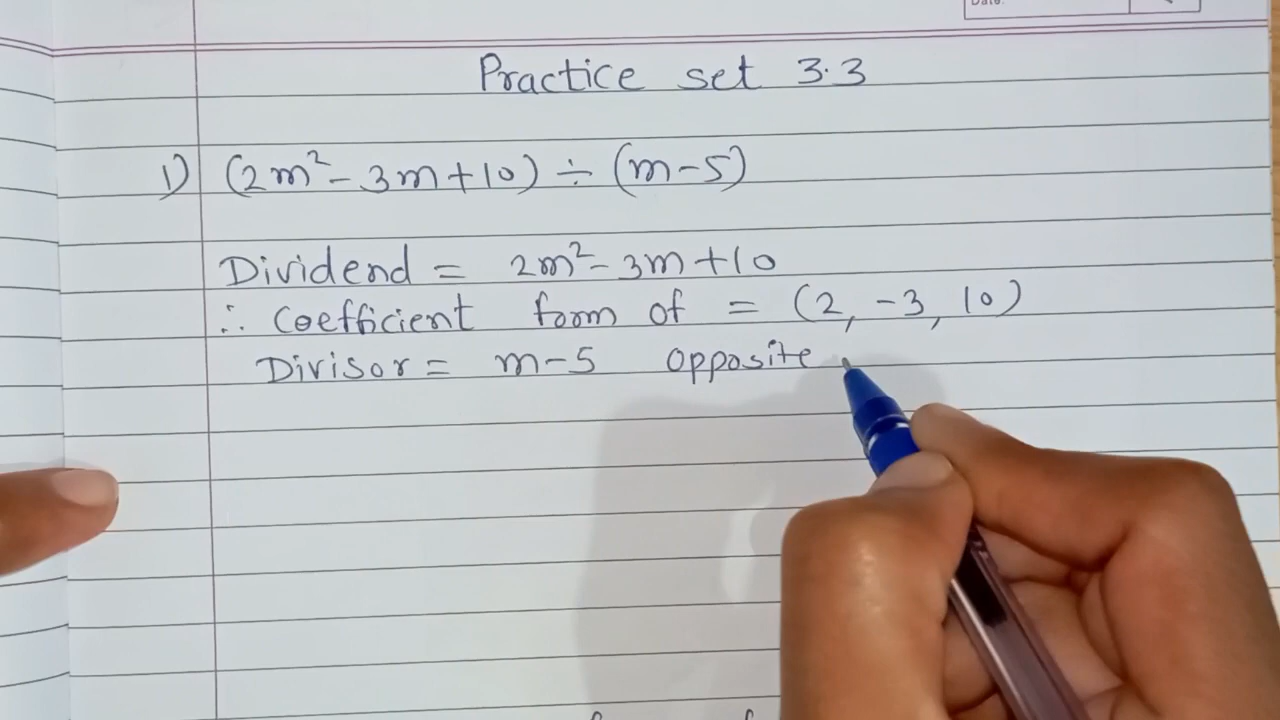 Date:
Practice set 3.3
1) (2m² - 3m + 10) ÷ (m - 5)
Dividend = 2m² - 3m + 10
∴ Coefficient form of = (2, -3, 10)
Divisor = m - 5 opposite